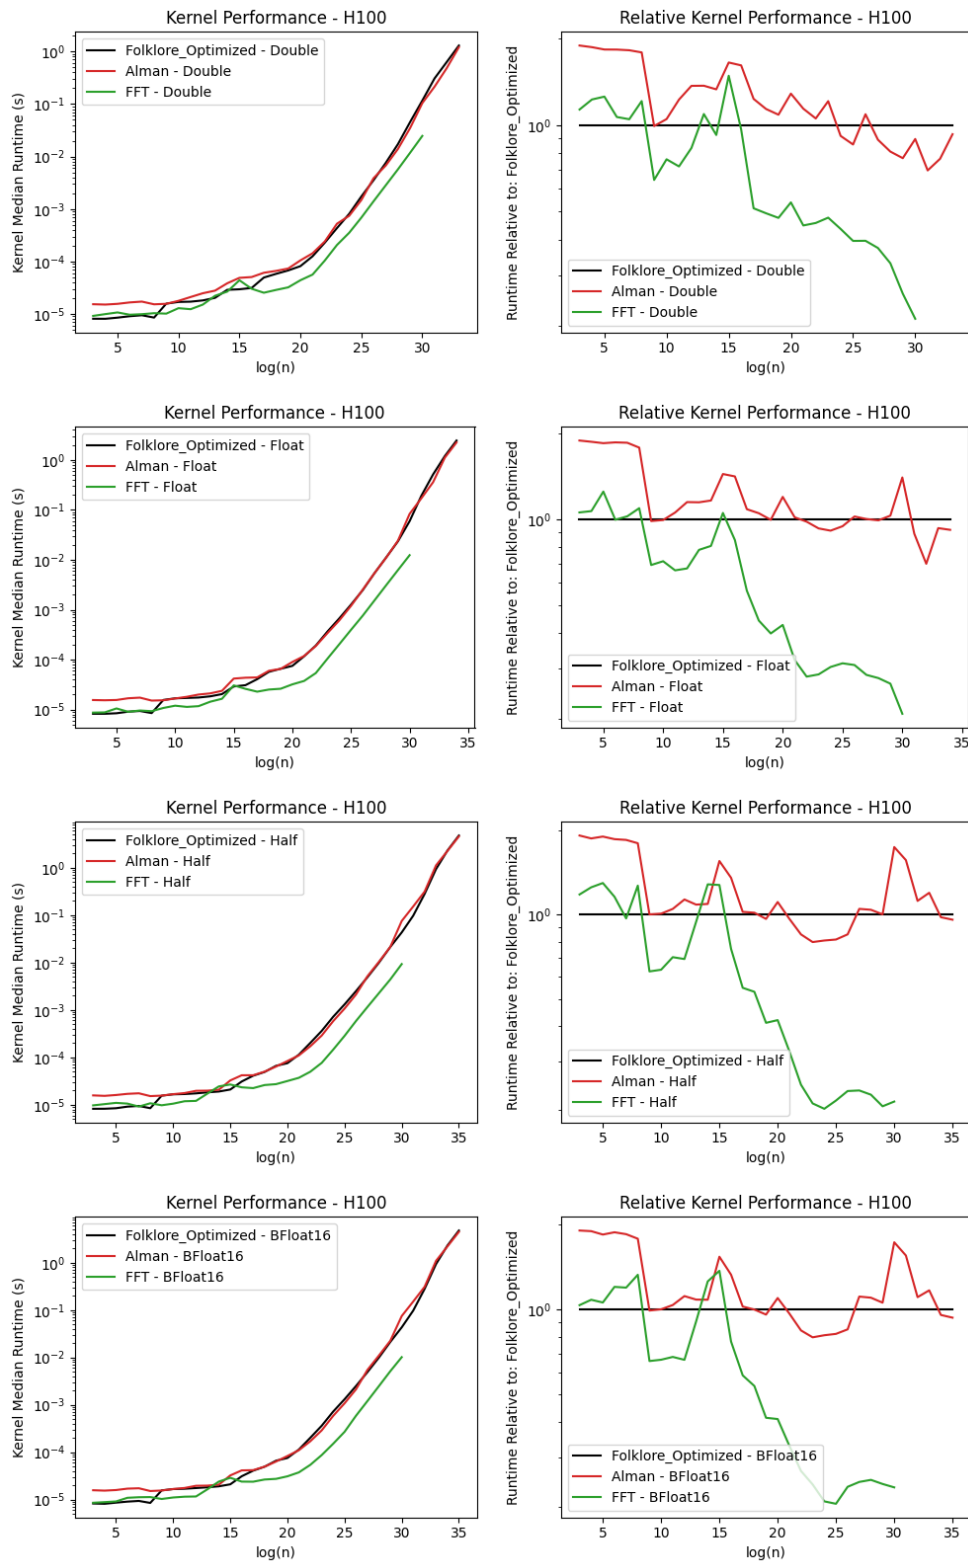 Kernel Performance - H100
Kernel Median Runtime (s)
10^0
10^-1
10^-2
10^-3
10^-4
10^-5
Folklore_Optimized - Double
Alman - Double
FFT - Double
5 10 15 20 25 30
log(n)
Relative Kernel Performance - H100
Runtime Relative to: Folklore_Optimized
10^0
Folklore_Optimized - Double
Alman - Double
FFT - Double
5 10 15 20 25 30
log(n)
Kernel Performance - H100
Kernel Median Runtime (s)
10^0
10^-1
10^-2
10^-3
10^-4
10^-5
Folklore_Optimized - Float
Alman - Float
FFT - Float
5 10 15 20 25 30 35
log(n)
Relative Kernel Performance - H100
Runtime Relative to: Folklore_Optimized
10^0
Folklore_Optimized - Float
Alman - Float
FFT - Float
5 10 15 20 25 30 35
log(n)
Kernel Performance - H100
Kernel Median Runtime (s)
10^0
10^-1
10^-2
10^-3
10^-4
10^-5
Folklore_Optimized - Half
Alman - Half
FFT - Half
5 10 15 20 25 30 35
log(n)
Relative Kernel Performance - H100
Runtime Relative to: Folklore_Optimized
10^0
Folklore_Optimized - Half
Alman - Half
FFT - Half
5 10 15 20 25 30 35
log(n)
Kernel Performance - H100
Kernel Median Runtime (s)
10^0
10^-1
10^-2
10^-3
10^-4
10^-5
Folklore_Optimized - BFloat16
Alman - BFloat16
FFT - BFloat16
5 10 15 20 25 30 35
log(n)
Relative Kernel Performance - H100
Runtime Relative to: Folklore_Optimized
10^0
Folklore_Optimized - BFloat16
Alman - BFloat16
FFT - BFloat16
5 10 15 20 25 30 35
log(n)